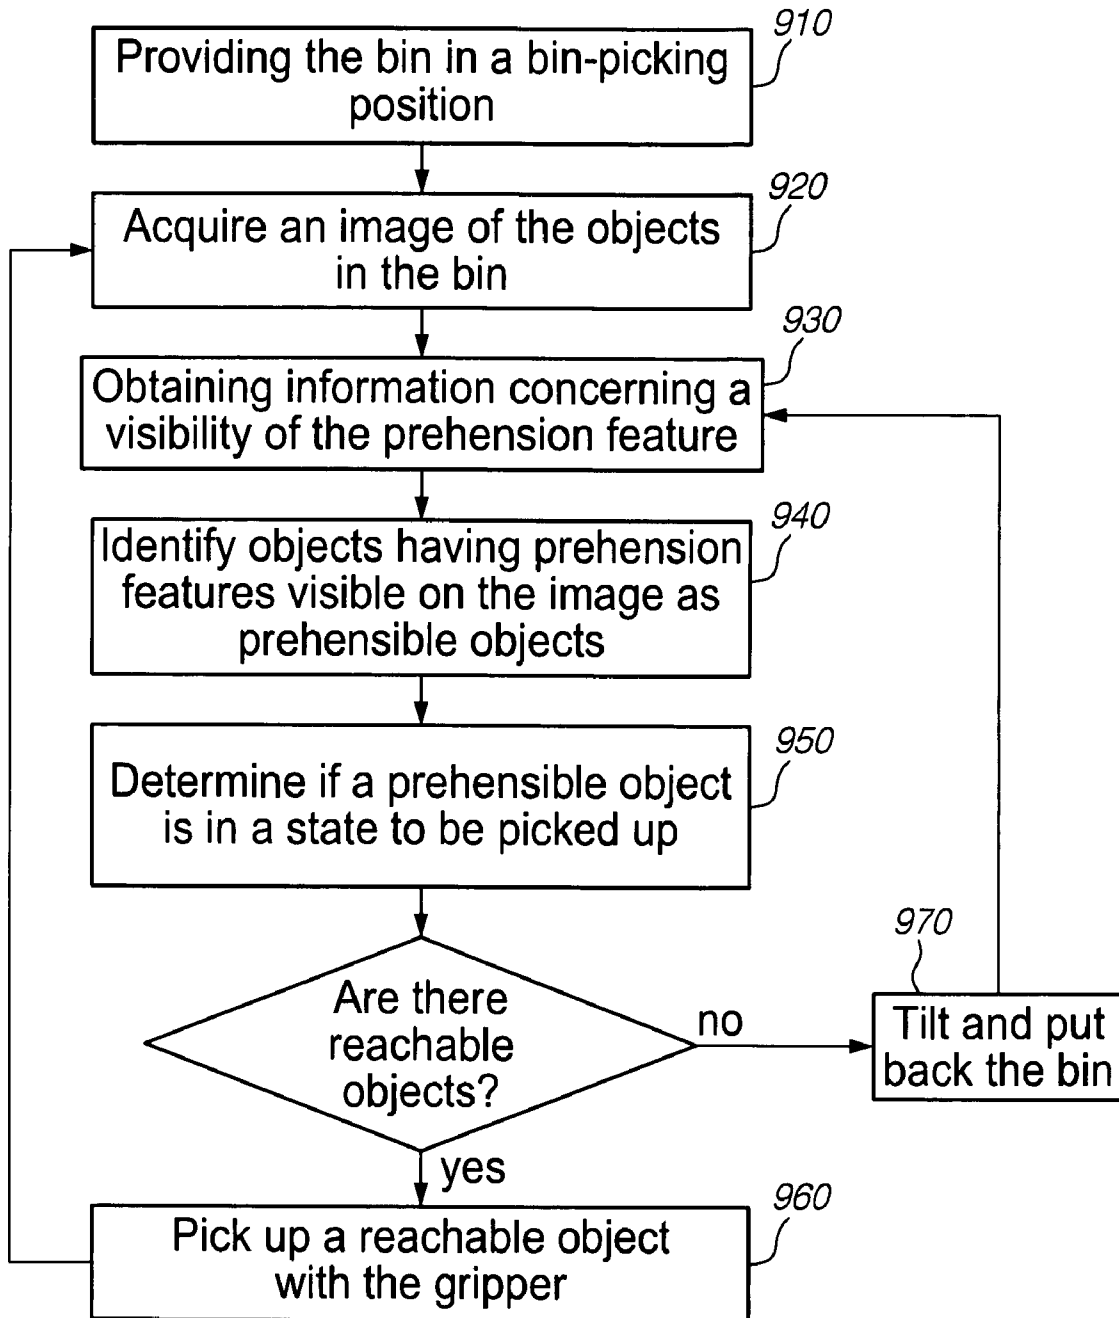 910
Providing the bin in a bin-picking
position
920
Acquire an image of the objects
in the bin
930
Obtaining information concerning a
visibility of the prehension feature
940
Identify objects having prehension
features visible on the image as
prehensible objects
950
Determine if a prehensible object
is in a state to be picked up
Are there
reachable
objects?
no
970
Tilt and put
back the bin
yes
960
Pick up a reachable object
with the gripper